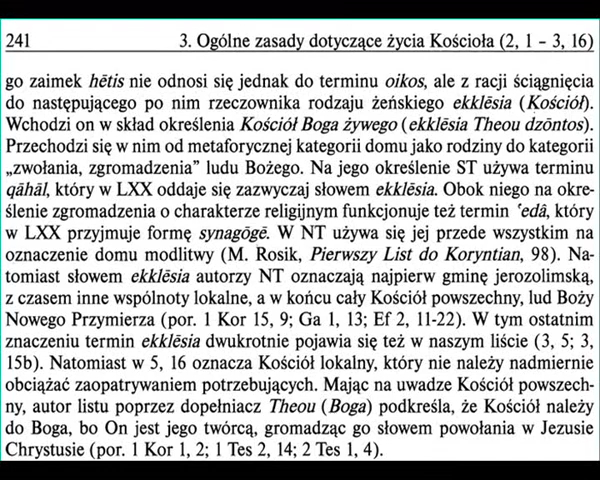 241 3. Ogólne zasady dotyczące życia Kościoła (2, 1 – 3, 16)
go zaimek hētis nie odnosi się jednak do terminu oikos, ale z racji ściągnięcia
do następującego po nim rzeczownika rodzaju żeńskiego ekklēsia (Kościół).
Wchodzi on w skład określenia Kościół Boga żywego (ekklēsia Theou dzōntos).
Przechodzi się w nim od metaforycznej kategorii domu jako rodziny do kategorii
„zwołania, zgromadzenia” ludu Bożego. Na jego określenie ST używa terminu
qāhāl, który w LXX oddaje się zazwyczaj słowem ekklēsia. Obok niego na okre-
ślenie zgromadzenia o charakterze religijnym funkcjonuje też termin ʽedâ, który
w LXX przyjmuje formę synagōgē. W NT używa się jej przede wszystkim na
oznaczenie domu modlitwy (M. Rosik, Pierwszy List do Koryntian, 98). Na-
tomiast słowem ekklēsia autorzy NT oznaczają najpierw gminę jerozolimską,
z czasem inne wspólnoty lokalne, a w końcu cały Kościół powszechny, lud Boży
Nowego Przymierza (por. 1 Kor 15, 9; Ga 1, 13; Ef 2, 11-22). W tym ostatnim
znaczeniu termin ekklēsia dwukrotnie pojawia się też w naszym liście (3, 5; 3,
15b). Natomiast w 5, 16 oznacza Kościół lokalny, który nie należy nadmiernie
obciążać zaopatrywaniem potrzebujących. Mając na uwadze Kościół powszech-
ny, autor listu poprzez dopełniacz Theou (Boga) podkreśla, że Kościół należy
do Boga, bo On jest jego twórcą, gromadząc go słowem powołania w Jezusie
Chrystusie (por. 1 Kor 1, 2; 1 Tes 2, 14; 2 Tes 1, 4).